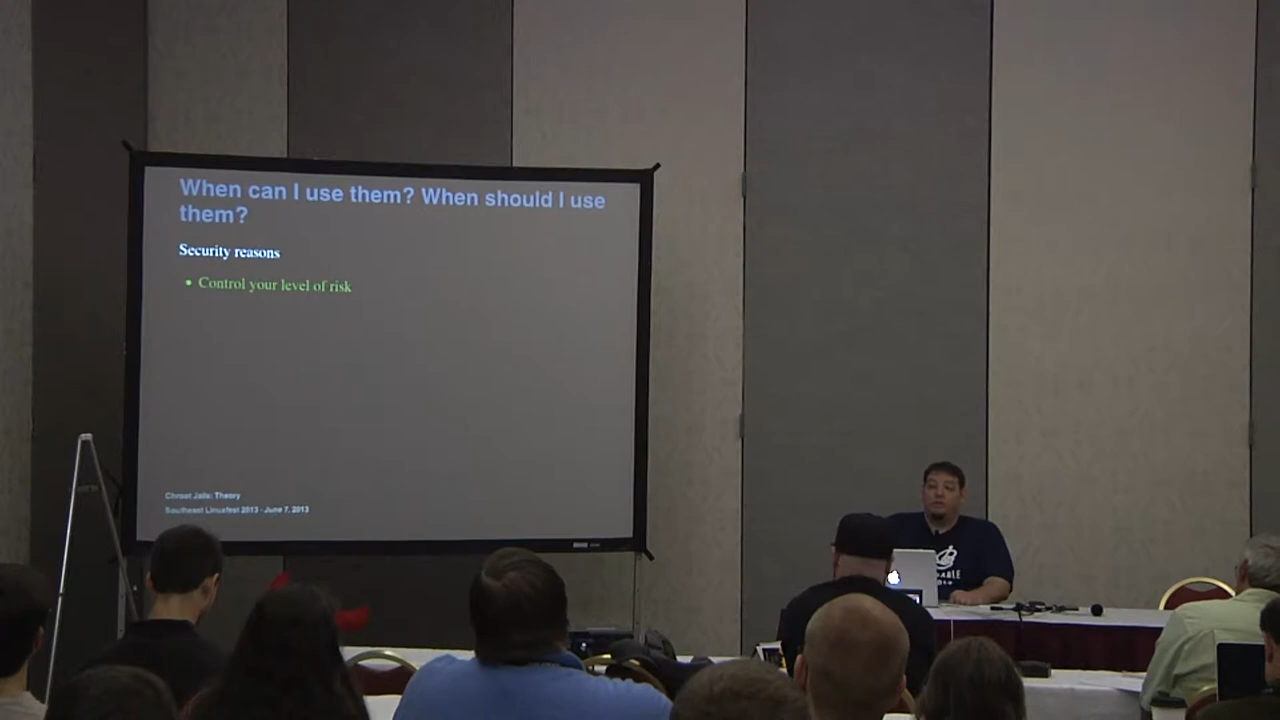 When can I use them? When should I use
them?
Security reasons
• Control your level of risk
Chroot Jails: Theory
Southeast Linuxfest 2013 - June 7, 2013